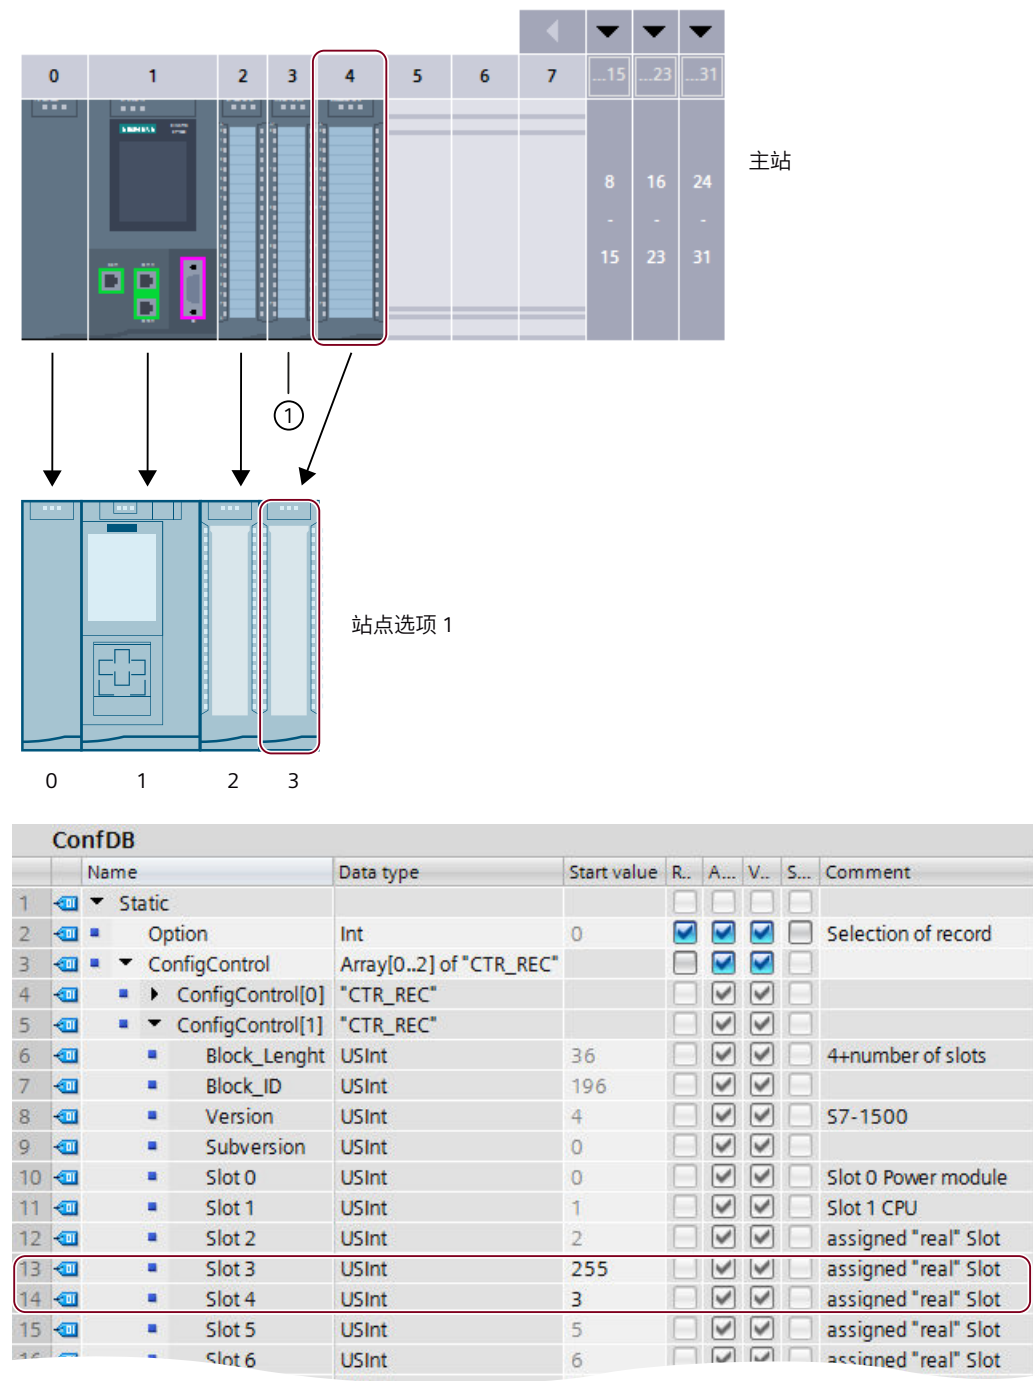 0 1 2 3 4 5 6 7 ...15 ...23 ...31
SIEMENS
主站
8 16 24
- - -
15 23 31
1
站点选项 1
0 1 2 3
ConfDB
Name Data type Start value R.. A... V.. S... Comment
1 Static
2 Option Int 0 Selection of record
3 ConfigControl Array[0..2] of "CTR_REC"
4 ConfigControl[0] "CTR_REC"
5 ConfigControl[1] "CTR_REC"
6 Block_Lenght USInt 36 4+number of slots
7 Block_ID USInt 196
8 Version USInt 4 S7-1500
9 Subversion USInt 0
10 Slot 0 USInt 0 Slot 0 Power module
11 Slot 1 USInt 1 Slot 1 CPU
12 Slot 2 USInt 2 assigned "real" Slot
13 Slot 3 USInt 255 assigned "real" Slot
14 Slot 4 USInt 3 assigned "real" Slot
15 Slot 5 USInt 5 assigned "real" Slot
16 Slot 6 USInt 6 assigned "real" Slot